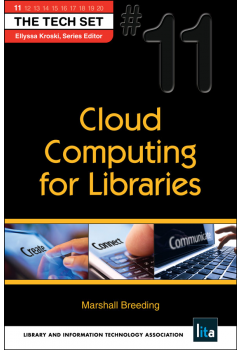 11 12 13 14 15 16 17 18 19 20
THE TECH SET
Ellyssa Kroski, Series Editor
#11
Cloud
Computing
for Libraries
Create
Connect
Communicate
Marshall Breeding
LIBRARY AND INFORMATION TECHNOLOGY ASSOCIATION
lita